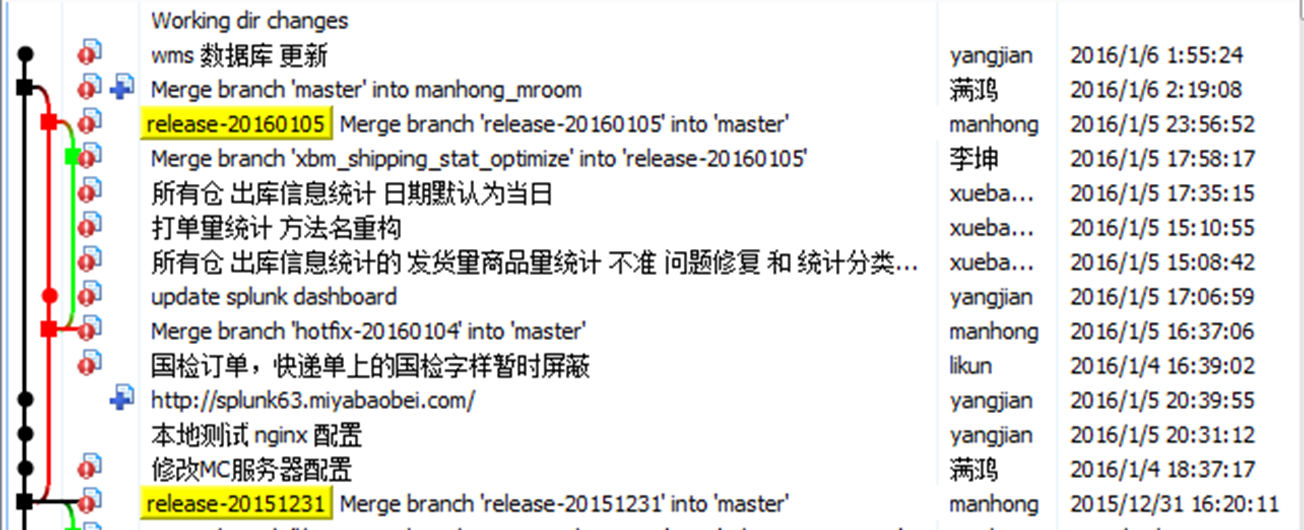 Working dir changes
wms 数据库 更新 yangjian 2016/1/6 1:55:24
Merge branch 'master' into manhong_mroom 满鸿 2016/1/6 2:19:08
release-20160105 Merge branch 'release-20160105' into 'master' manhong 2016/1/5 23:56:52
Merge branch 'xbm_shipping_stat_optimize' into 'release-20160105' 李坤 2016/1/5 17:58:17
所有仓 出库信息统计 日期默认为当日 xueba... 2016/1/5 17:35:15
打单量统计 方法名重构 xueba... 2016/1/5 15:10:55
所有仓 出库信息统计的 发货量商品量统计 不准 问题修复 和 统计分类... xueba... 2016/1/5 15:08:42
update splunk dashboard yangjian 2016/1/5 17:06:59
Merge branch 'hotfix-20160104' into 'master' manhong 2016/1/5 16:37:06
国检订单，快递单上的国检字样暂时屏蔽 likun 2016/1/4 16:39:02
http://splunk63.miyabaobei.com/ yangjian 2016/1/5 20:39:55
本地测试 nginx 配置 yangjian 2016/1/5 20:31:12
修改MC服务器配置 满鸿 2016/1/4 18:37:17
release-20151231 Merge branch 'release-20151231' into 'master' manhong 2015/12/31 16:20:11